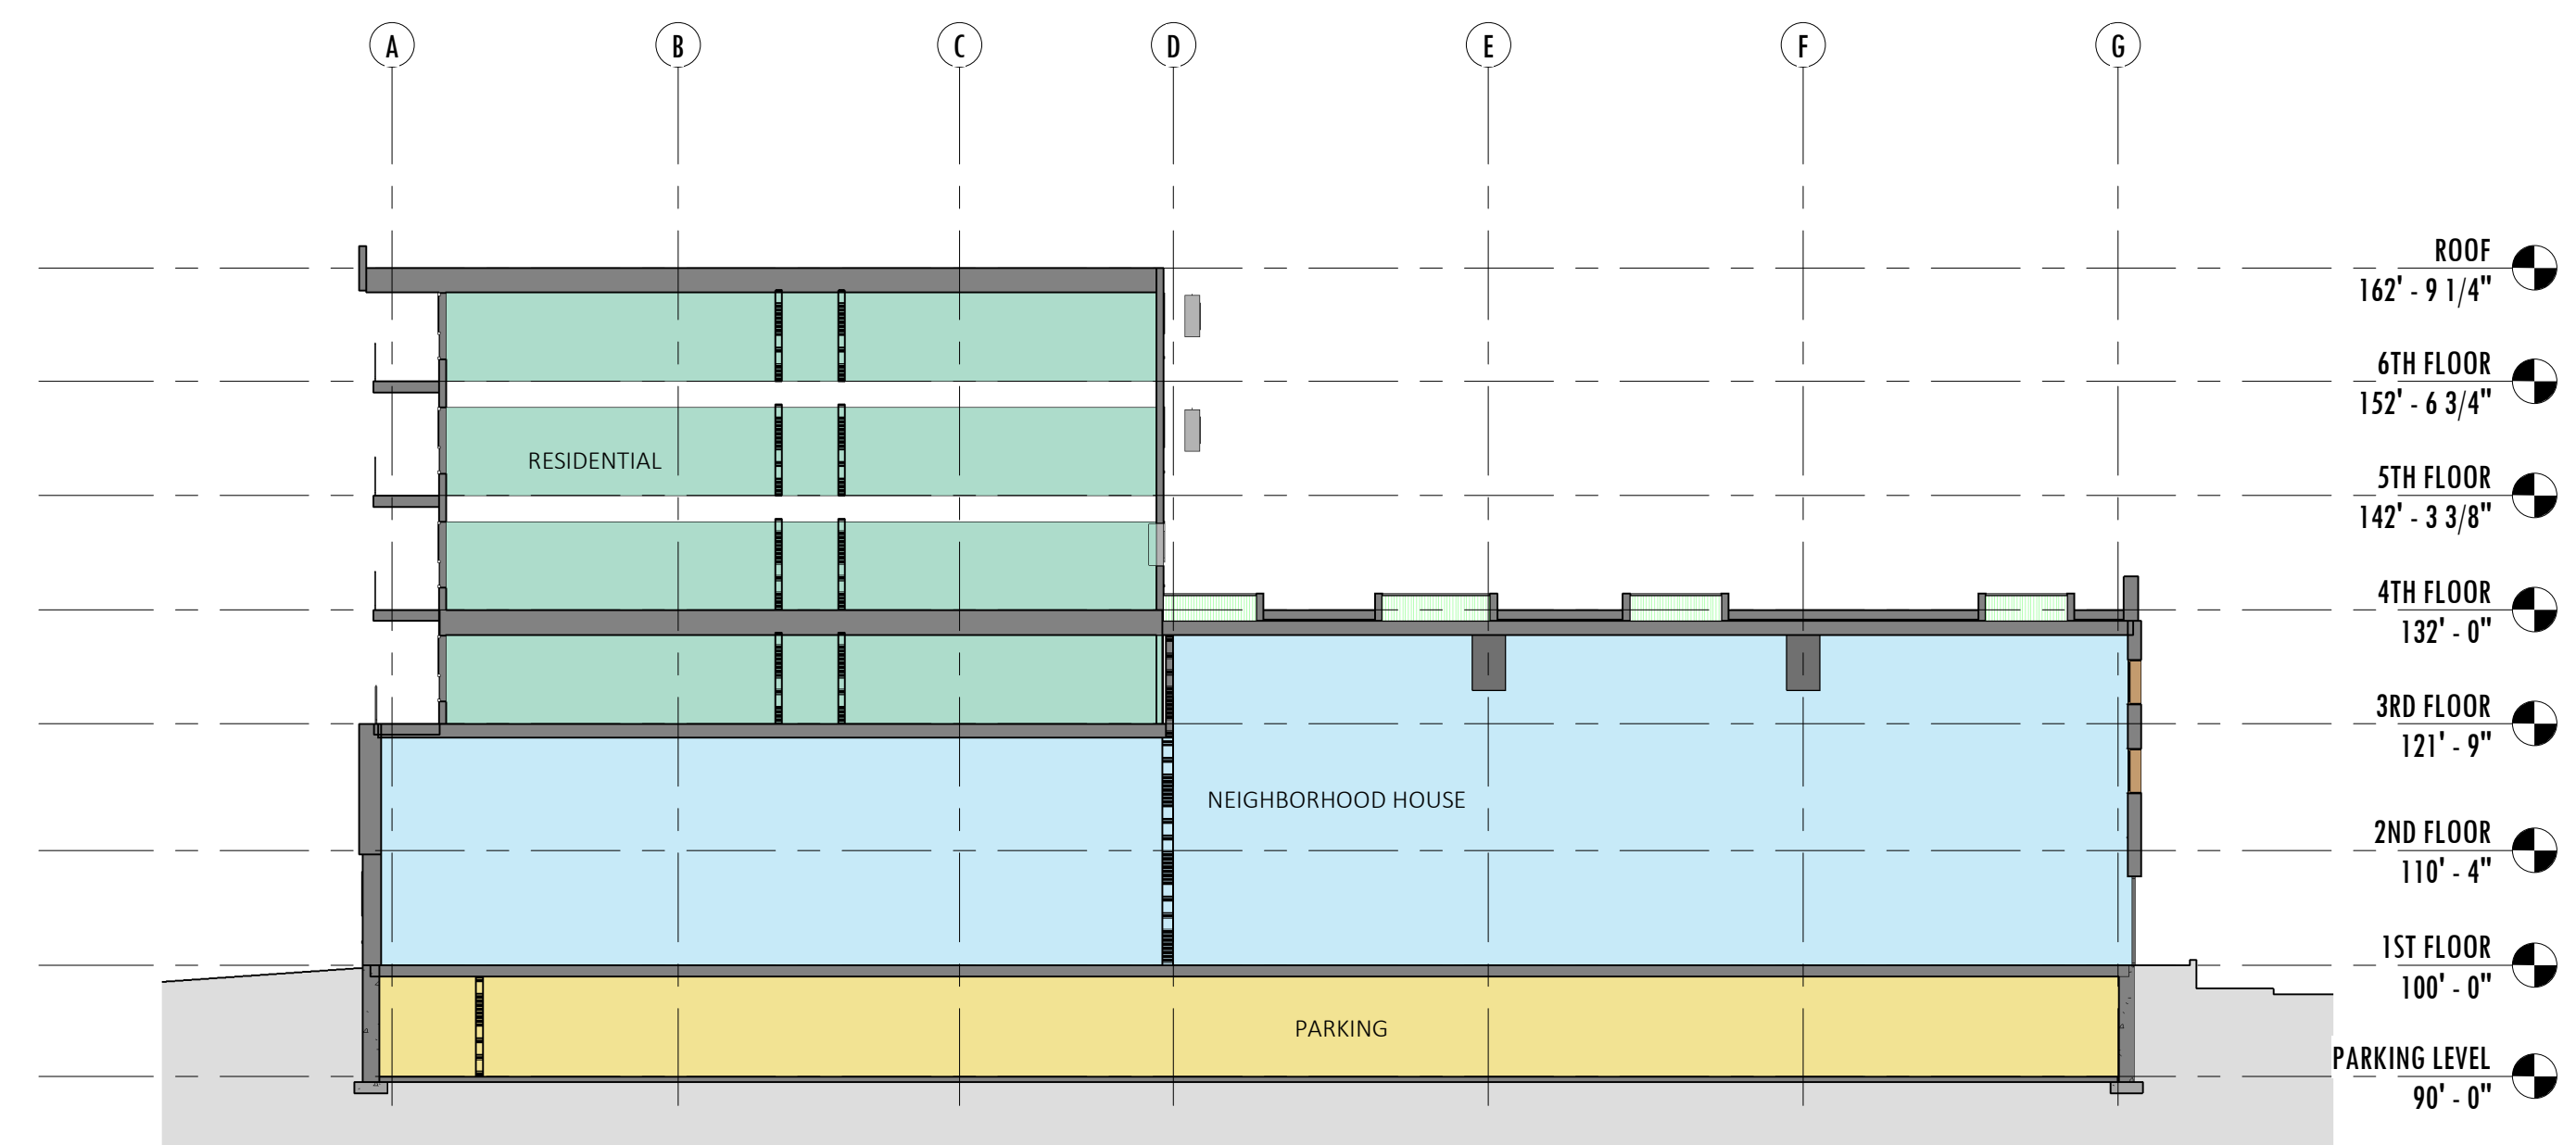 A B C D E F G
ROOF
162' - 9 1/4"
6TH FLOOR
152' - 6 3/4"
RESIDENTIAL
5TH FLOOR
142' - 3 3/8"
4TH FLOOR
132' - 0"
3RD FLOOR
121' - 9"
NEIGHBORHOOD HOUSE
2ND FLOOR
110' - 4"
1ST FLOOR
100' - 0"
PARKING
PARKING LEVEL
90' - 0"